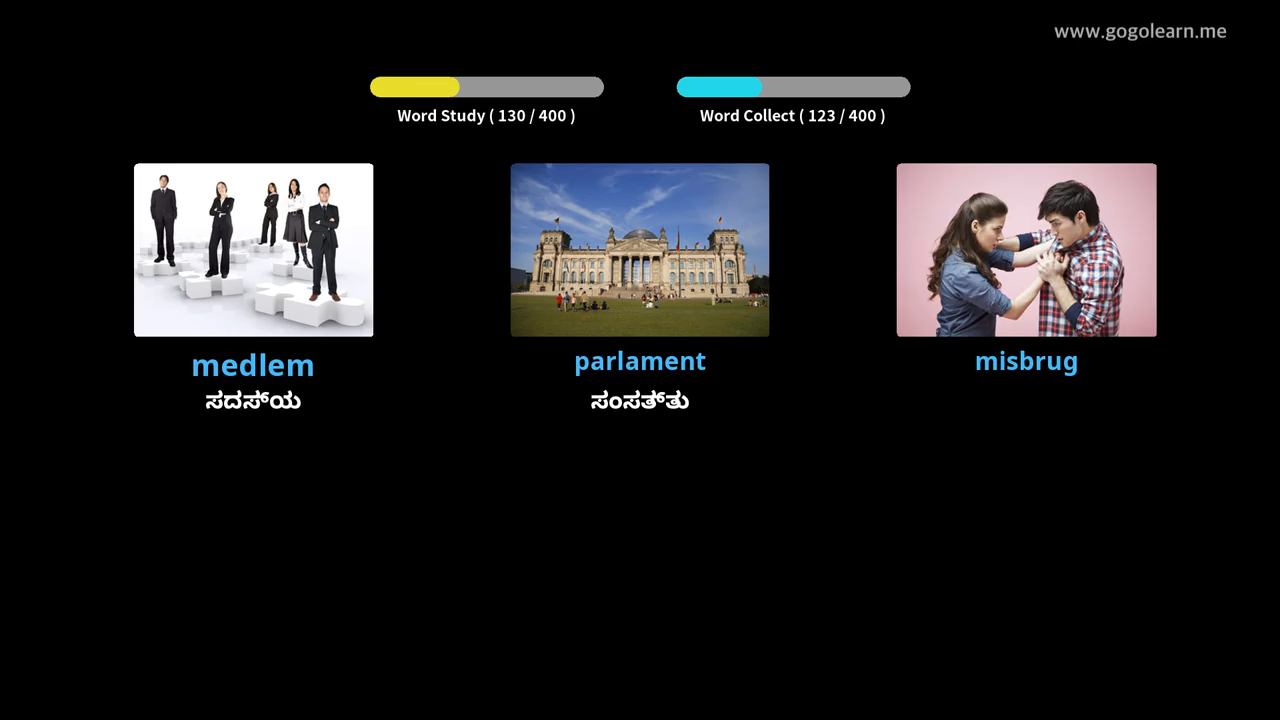 www.gogolearn.me
Word Study ( 130 / 400 )
Word Collect ( 123 / 400 )
medlem
parlament
misbrug
ಸದಸ್‌ಯ
ಸಂಸತ್‌ತು